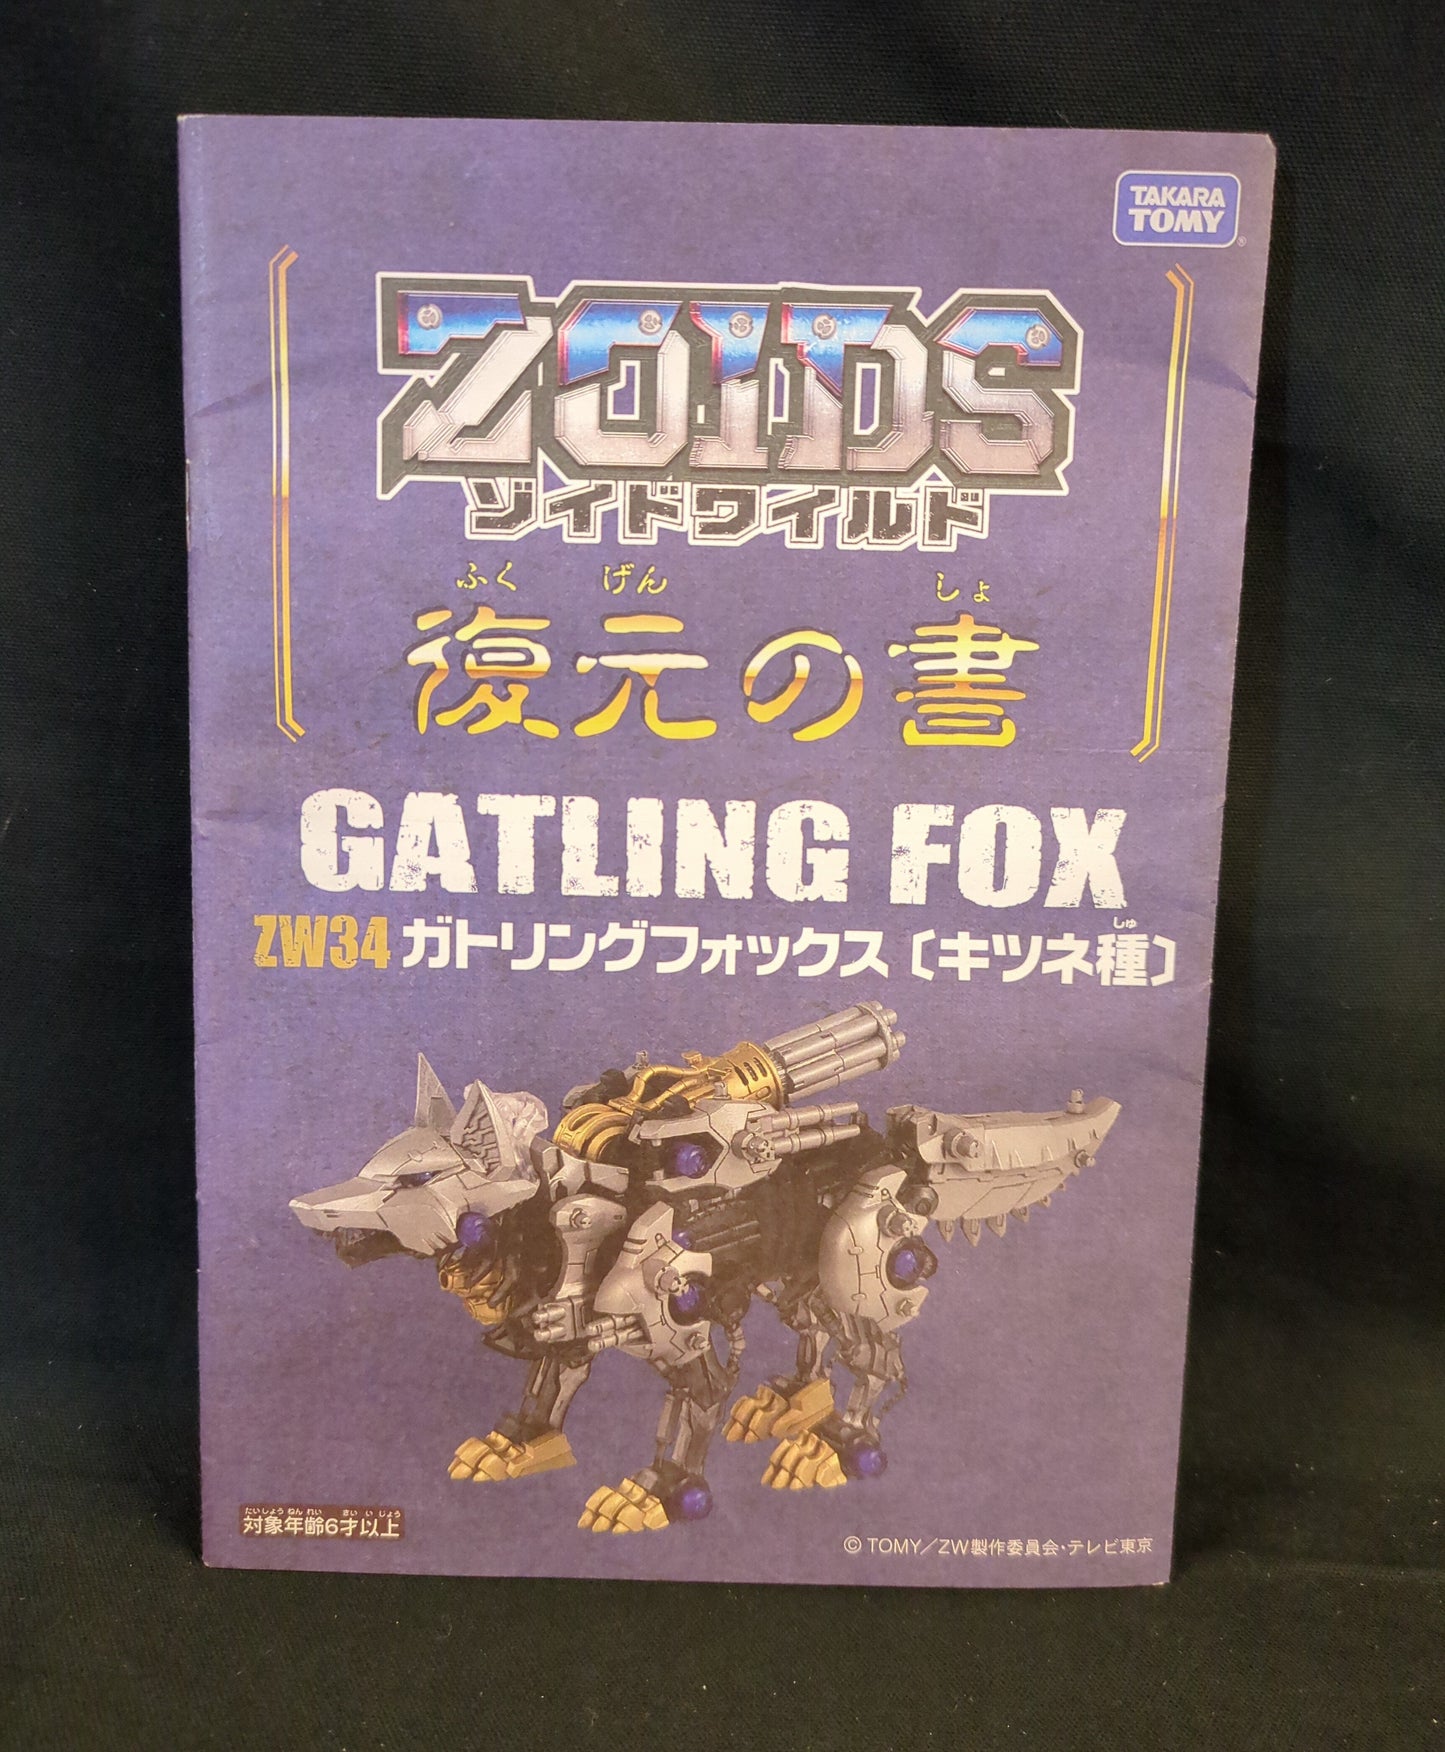 TAKARA
TOMY
®
ZOIDS
ゾイドワイルド
ふく げん しょ
復元の書
GATLING FOX
しゅ
ZW34 ガトリングフォックス〔キツネ種〕
たいしょう ねん れい さい い じょう
対象年齢6才以上
© TOMY／ZW製作委員会・テレビ東京